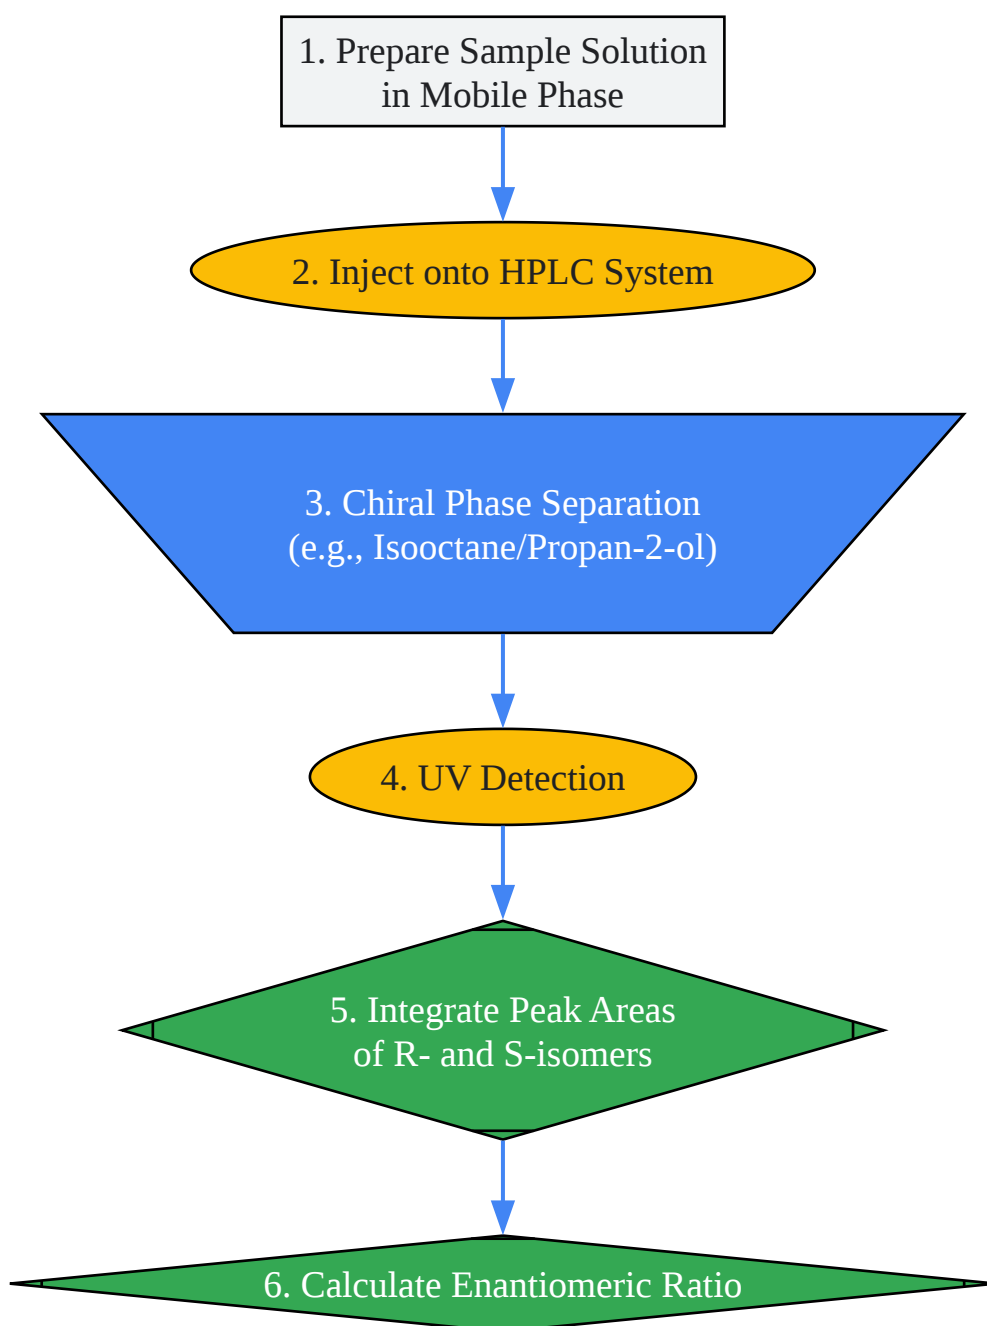 1. Prepare Sample Solution
in Mobile Phase
2. Inject onto HPLC System
3. Chiral Phase Separation
(e.g., Isooctane/Propan-2-ol)
4. UV Detection
5. Integrate Peak Areas
of R- and S-isomers
6. Calculate Enantiomeric Ratio